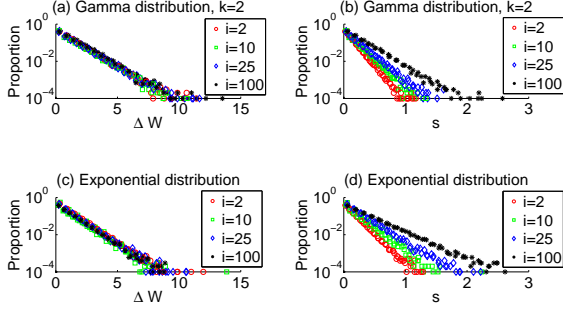 (a) Gamma distribution, k=2
Proportion
10^0
10^-2
10^-4
0 5 10 15
Δ W
i=2
i=10
i=25
i=100
(b) Gamma distribution, k=2
Proportion
10^0
10^-2
10^-4
0 1 2 3
s
i=2
i=10
i=25
i=100
(c) Exponential distribution
Proportion
10^0
10^-2
10^-4
0 5 10 15
Δ W
i=2
i=10
i=25
i=100
(d) Exponential distribution
Proportion
10^0
10^-2
10^-4
0 1 2 3
s
i=2
i=10
i=25
i=100